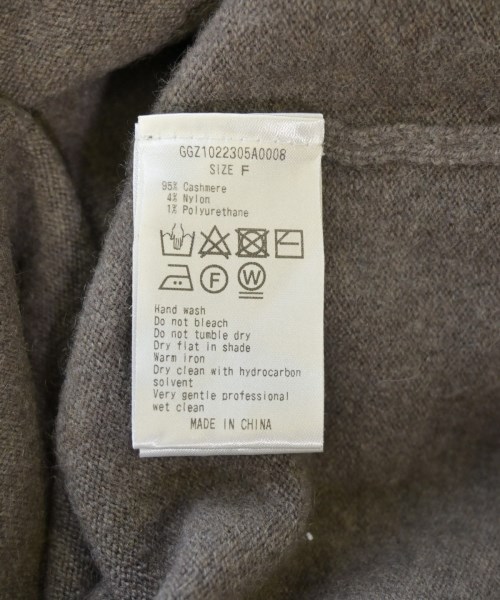 GGZ1022305A0008
SIZE F
95% Cashmere
4% Nylon
1% Polyurethane
F
W
Hand wash
Do not bleach
Do not tumble dry
Dry flat in shade
Warm iron
Dry clean with hydrocarbon
solvent
Very gentle professional
wet clean
MADE IN CHINA